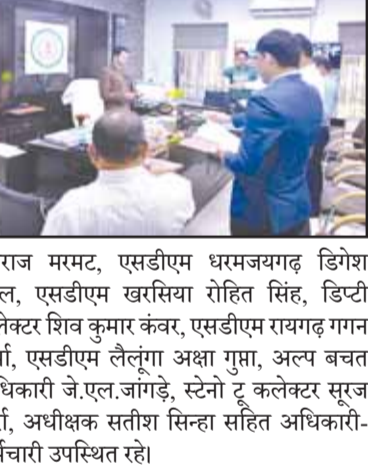 राज मरमट, एसडीएम धरमजयगढ़ डिगेश
ल, एसडीएम खरसिया रोहित सिंह, डिप्टी
लेक्टर शिव कुमार कंवर, एसडीएम रायगढ़ गगन
र्मा, एसडीएम लैलूंगा अक्षा गुप्ता, अल्प बचत
धिकारी जे.एल.जांगड़े, स्टेनो टू कलेक्टर सूरज
र्मा, अधीक्षक सतीश सिन्हा सहित अधिकारी-
र्मचारी उपस्थित रहे।